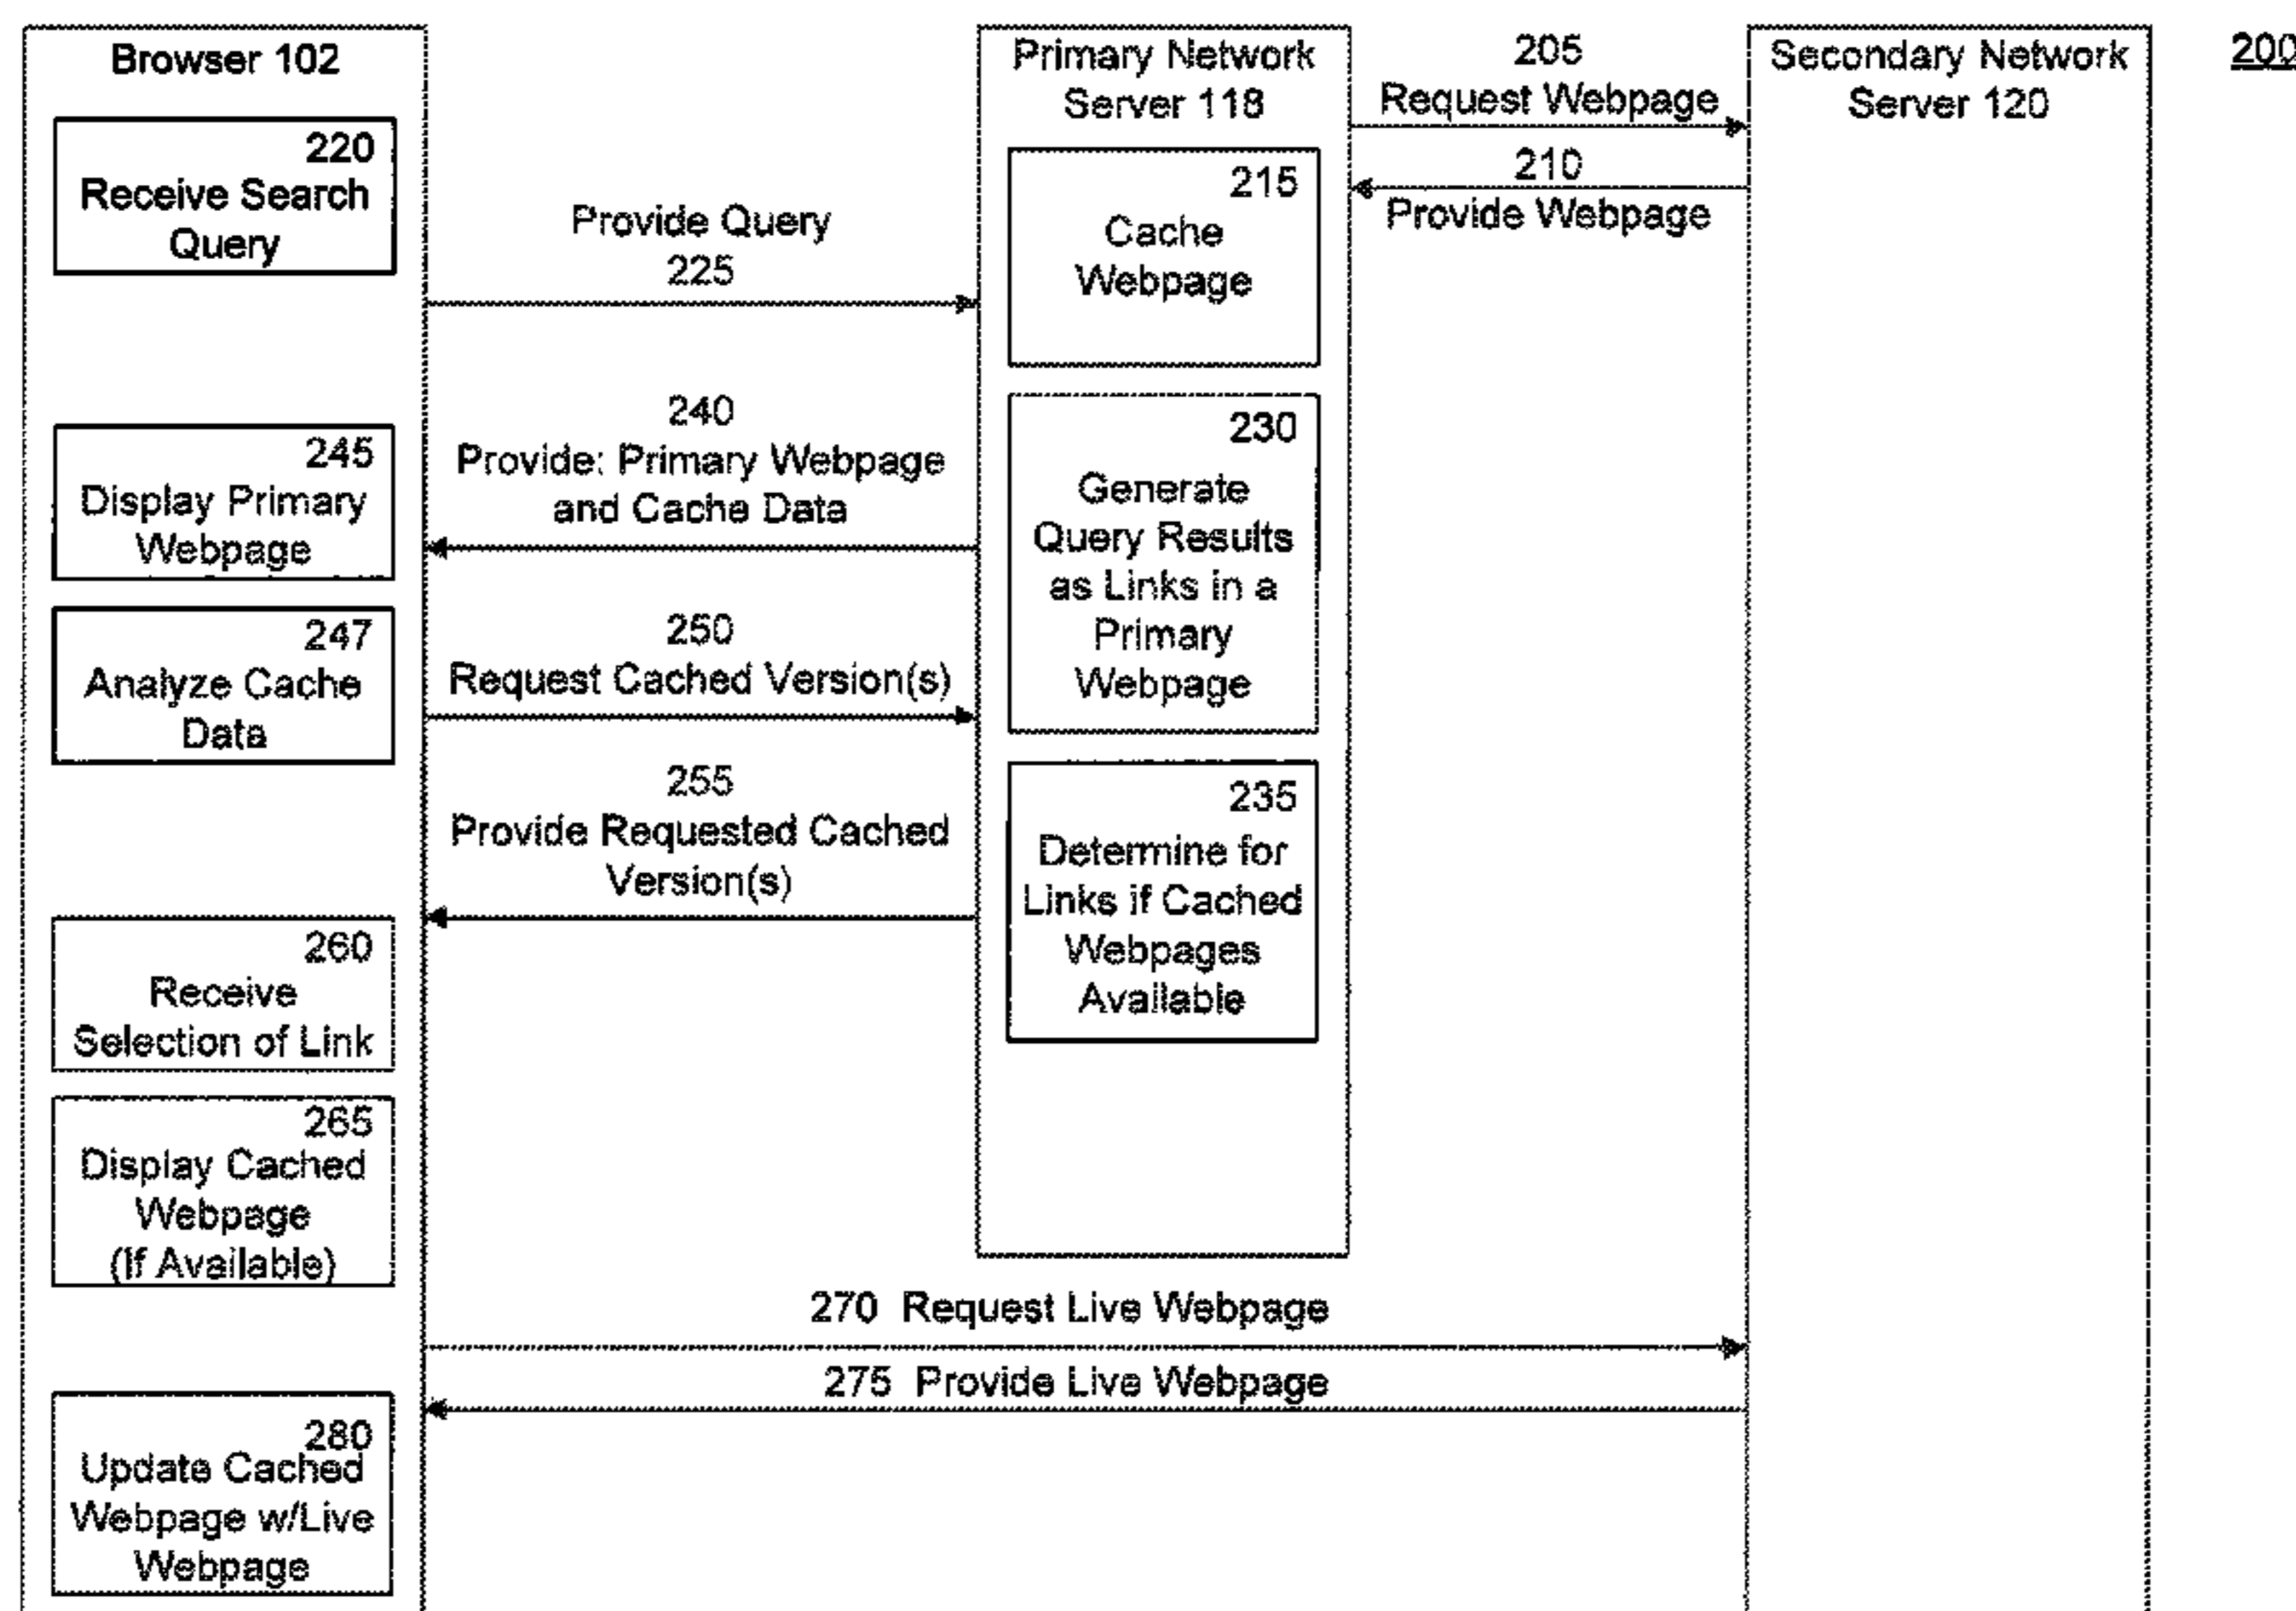 Browser 102
220
Receive Search
Query
Provide Query
225
Primary Network
Server 118
205
Request Webpage
210
Provide Webpage
Secondary Network
Server 120
200
215
Cache
Webpage
240
Provide: Primary Webpage
and Cache Data
230
Generate
Query Results
as Links in a
Primary
Webpage
245
Display Primary
Webpage
247
Analyze Cache
Data
250
Request Cached Version(s)
255
Provide Requested Cached
Version(s)
235
Determine for
Links if Cached
Webpages
Available
260
Receive
Selection of Link
265
Display Cached
Webpage
(If Available)
270 Request Live Webpage
275 Provide Live Webpage
280
Update Cached
Webpage w/Live
Webpage